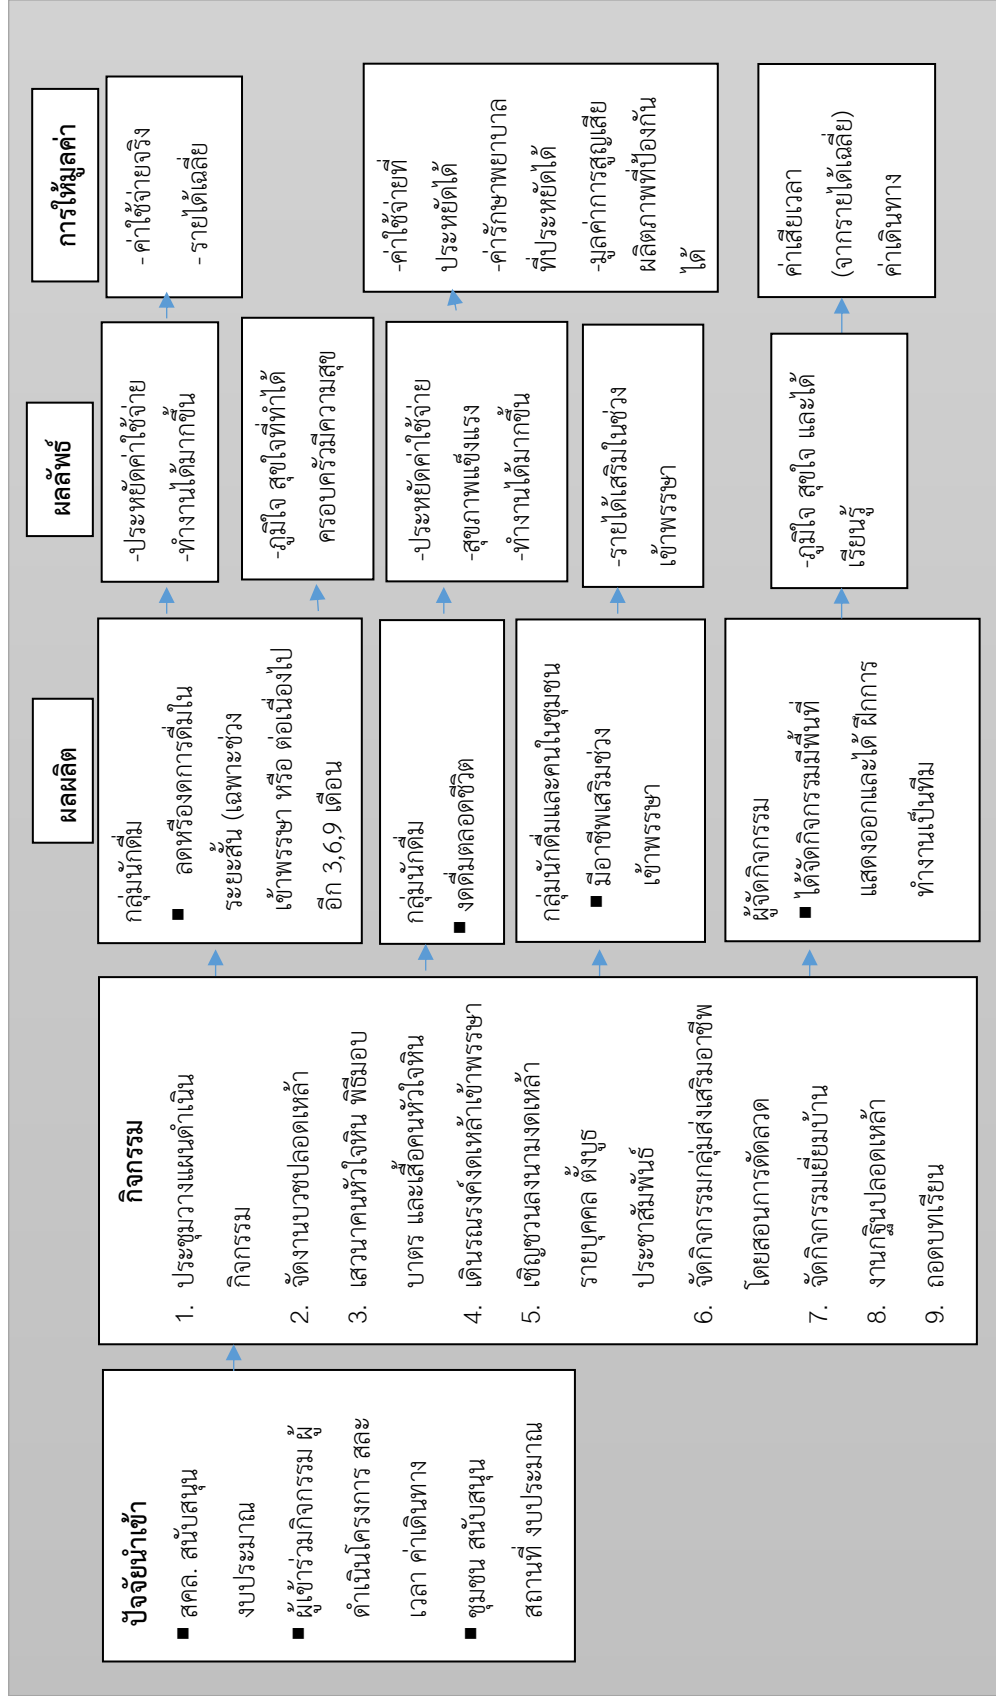 ปัจจัยนำเข้า
■ สคล. สนับสนุน
งบประมาณ
■ ผู้เข้าร่วมกิจกรรม ผู้
ดำเนินโครงการ สละ
เวลา ค่าเดินทาง
■ ชุมชน สนับสนุน
สถานที่ งบประมาณ
กิจกรรม
1. ประชุมวางแผนดำเนิน
กิจกรรม
2. จัดงานบวชปลอดเหล้า
3. เสวนาคนหัวใจหิน พิธีมอบ
บาตร และเสื้อคนหัวใจหิน
4. เดินรณรงค์งดเหล้าเข้าพรรษา
5. เชิญชวนลงนามงดเหล้า
รายบุคคล ตั้งบูธ
ประชาสัมพันธ์
6. จัดกิจกรรมกลุ่มส่งเสริมอาชีพ
โดยสอนการดัดลวด
7. จัดกิจกรรมเยี่ยมบ้าน
8. งานกฐินปลอดเหล้า
9. ถอดบทเรียน
ผลผลิต
กลุ่มนักดื่ม
■ ลดหรืองดการดื่มใน
ระยะสั้น (เฉพาะช่วง
เข้าพรรษา หรือ ต่อเนื่องไป
อีก 3,6,9 เดือน
กลุ่มนักดื่ม
■ งดดื่มตลอดชีวิต
กลุ่มนักดื่มและคนในชุมชน
■ มีอาชีพเสริมช่วง
เข้าพรรษา
ผู้จัดกิจกรรม
■ ได้จัดกิจกรรมมีพื้นที่
แสดงออกและได้ ฝึกการ
ทำงานเป็นทีม
ผลลัพธ์
-ประหยัดค่าใช้จ่าย
-ทำงานได้มากขึ้น
-ภูมิใจ สุขใจที่ทำได้
ครอบครัวมีความสุข
-ประหยัดค่าใช้จ่าย
-สุขภาพแข็งแรง
-ทำงานได้มากขึ้น
-รายได้เสริมในช่วง
เข้าพรรษา
-ภูมิใจ สุขใจ และได้
เรียนรู้
การให้มูลค่า
-ค่าใช้จ่ายจริง
- รายได้เฉลี่ย
-ค่าใช้จ่ายที่
ประหยัดได้
-ค่ารักษาพยาบาล
ที่ประหยัดได้
-มูลค่าการสูญเสีย
ผลิตภาพที่ป้องกัน
ได้
ค่าเสียเวลา
(จากรายได้เฉลี่ย)
ค่าเดินทาง